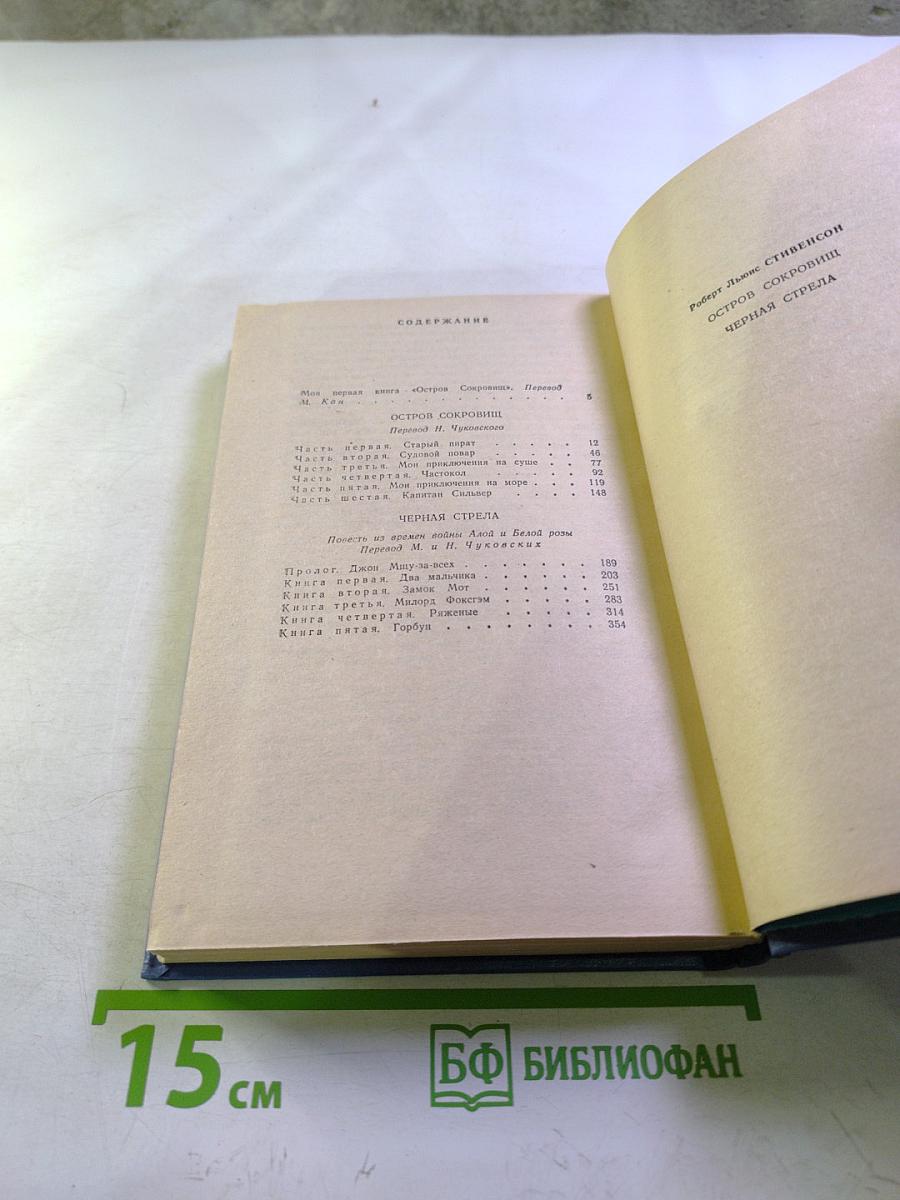 СОДЕРЖАНИЕ
Моя первая книга «Остров Сокровищ». Перевод
М. Кан . . . . . . . . . . . . . 5
ОСТРОВ СОКРОВИЩ
Перевод Н. Чуковского
Часть первая. Старый пират . . . . . 12
Часть вторая. Судовой повар . . . . . 46
Часть третья. Мои приключения на суше . . 77
Часть четвертая. Частокол . . . . . 92
Часть пятая. Мои приключения на море . . . 119
Часть шестая. Капитан Сильвер . . . . 148
ЧЕРНАЯ СТРЕЛА
Повесть из времен войны Алой и Белой розы
Перевод М. и Н. Чуковских
Пролог. Джон Мщу-за-всех . . . . . . . 189
Книга первая. Два мальчика . . . . . . 203
Книга вторая. Замок Мот . . . . . . 251
Книга третья. Милорд Фоксгэм . . . . . 283
Книга четвертая. Ряженые . . . . . 314
Книга пятая. Горбун . . . . . . . . 354
Роберт Льюис СТИВЕНСОН
ОСТРОВ СОКРОВИЩ
ЧЕРНАЯ СТРЕЛА
15 см
БФ БИБЛИОФАН